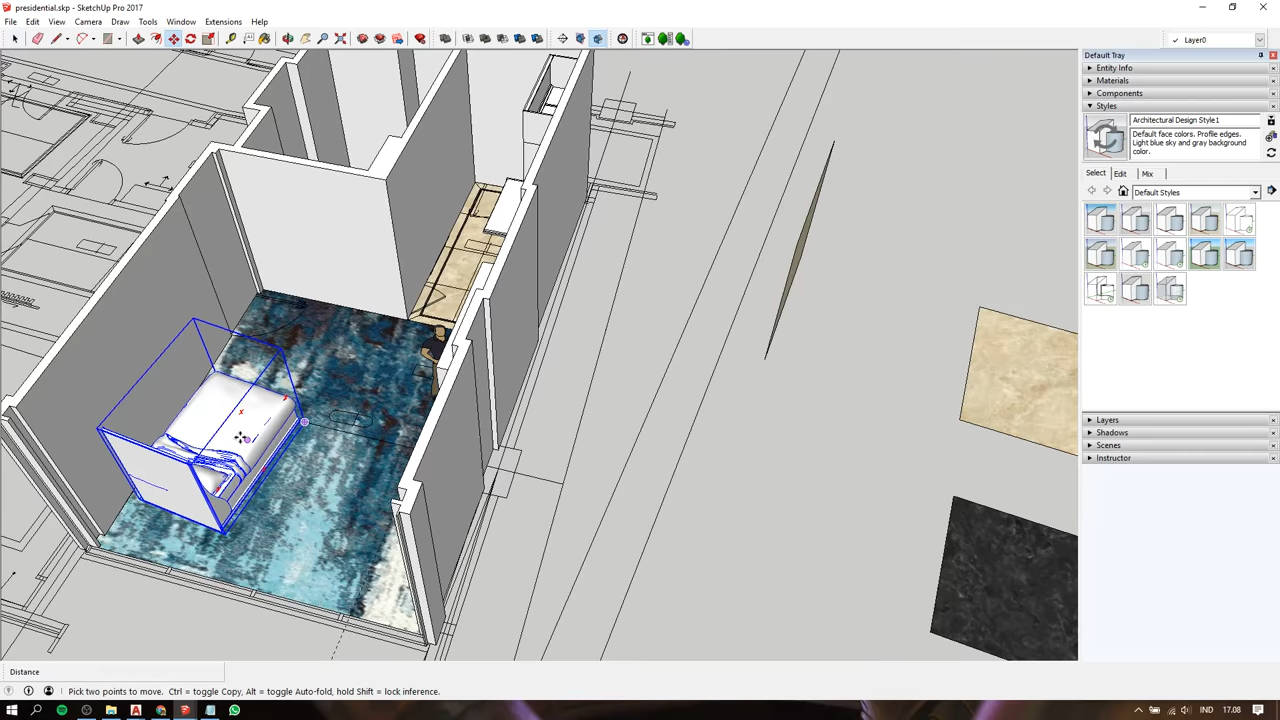 presidential.skp - SketchUp Pro 2017
File Edit View Camera Draw Tools Window Extensions Help
Layer0
Default Tray
Entity Info
Materials
Components
Styles
Architectural Design Style1
Default face colors. Profile edges.
Light blue sky and gray background
color.
Select Edit Mix
Default Styles
Layers
Shadows
Scenes
Instructor
Distance
Pick two points to move. Ctrl = toggle Copy, Alt = toggle Auto-fold, hold Shift = lock inference.
IND 17.08